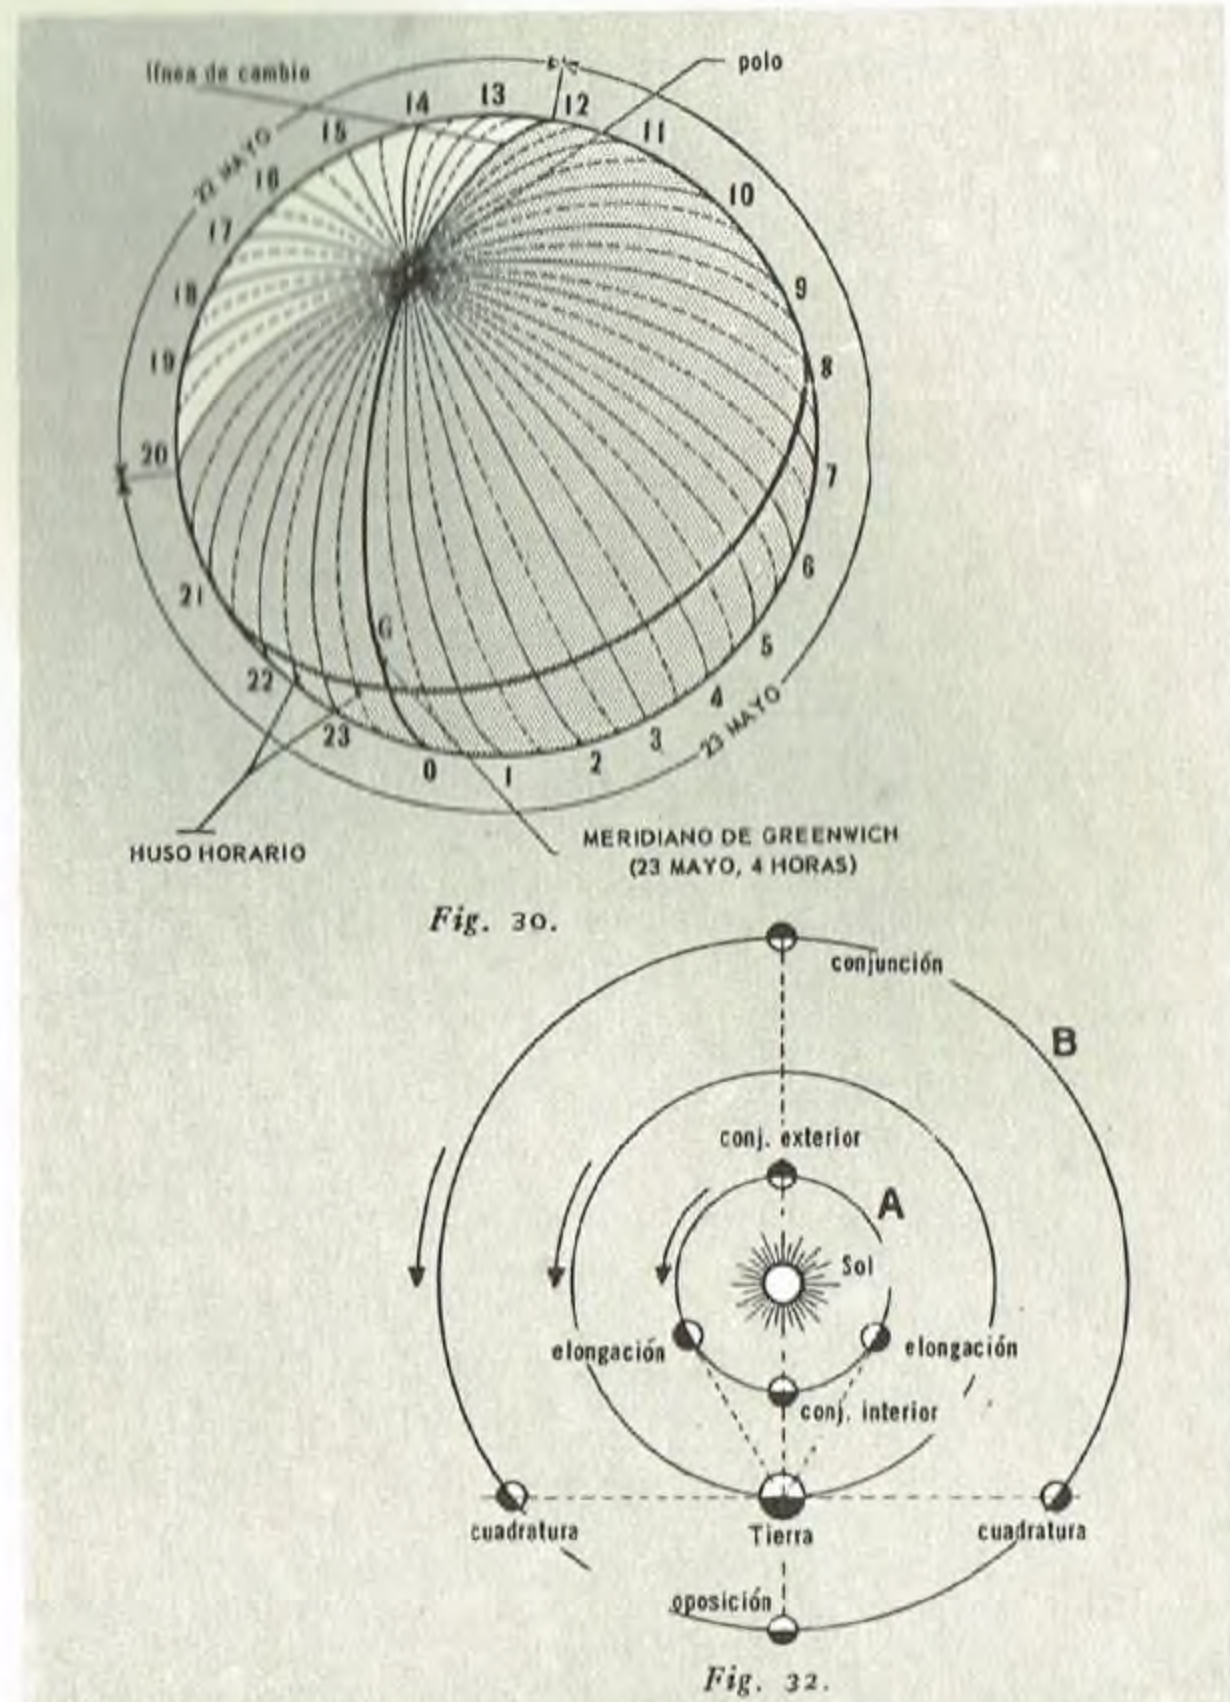 línea de cambio
polo
22 MAYO
12
13
14
15
16
17
18
19
20
21
22
23
0
1
2
3
4
5
6
7
8
9
10
11
G
23 MAYO
HUSO HORARIO
MERIDIANO DE GREENWICH
(23 MAYO, 4 HORAS)
Fig. 30.
conjunción
B
conj. exterior
A
Sol
elongación
elongación
conj. interior
cuadratura
Tierra
cuadratura
oposición
Fig. 32.